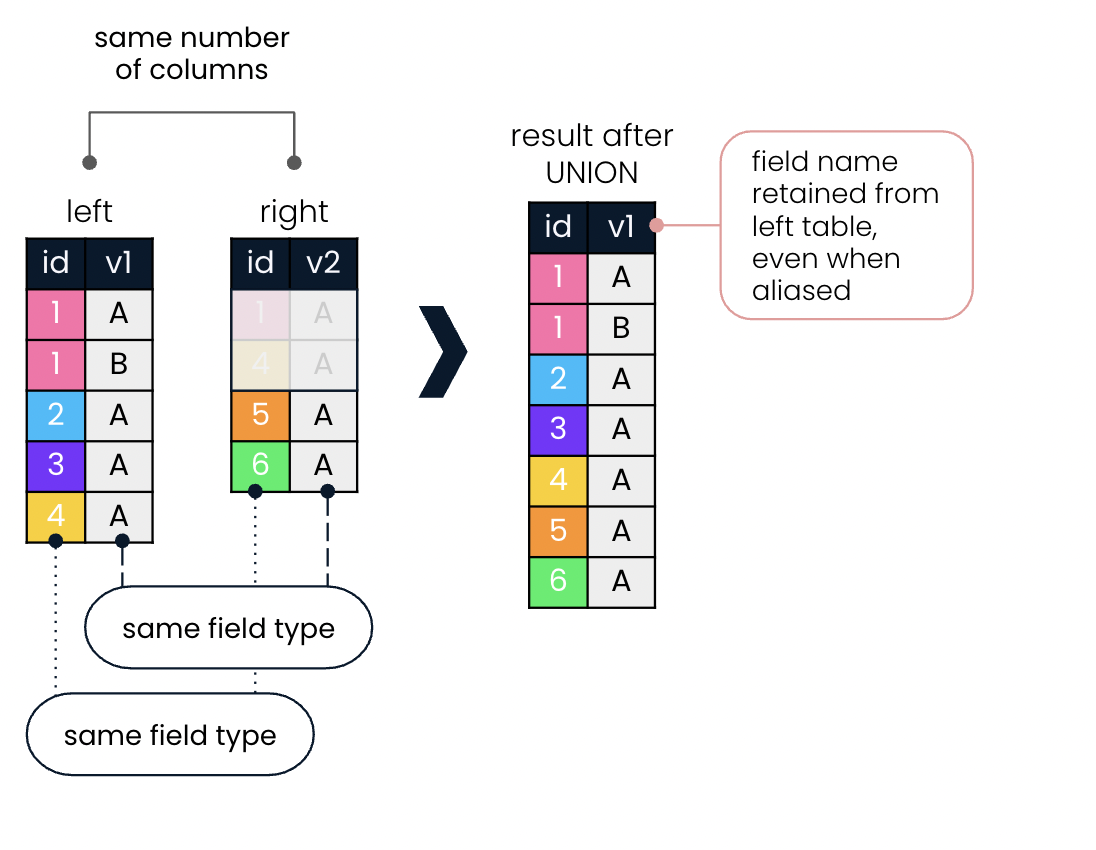 same number
of columns
left
id v1
1 A
1 B
2 A
3 A
4 A
right
id v2
1 A
4 A
5 A
6 A
same field type
same field type
result after
UNION
id v1
1 A
1 B
2 A
3 A
4 A
5 A
6 A
field name
retained from
left table,
even when
aliased